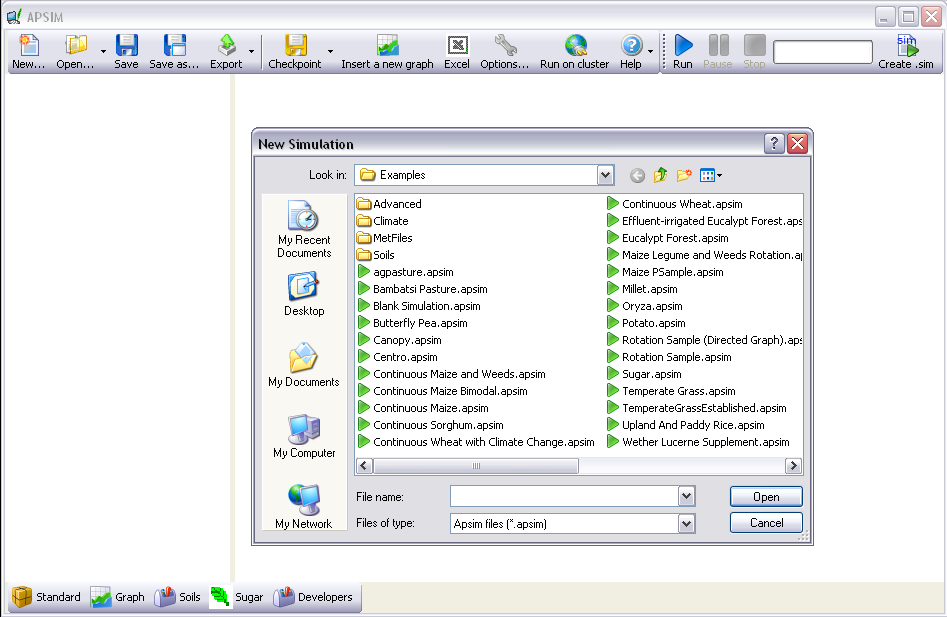 APSIM
New... Open... Save Save as... Export Checkpoint Insert a new graph Excel Options... Run on cluster Help Run Pause Stop Create .sim
New Simulation
Look in: Examples
My Recent Documents
Desktop
My Documents
My Computer
My Network
Advanced
Climate
MetFiles
Soils
agpasture.apsim
Bambatsi Pasture.apsim
Blank Simulation.apsim
Butterfly Pea.apsim
Canopy.apsim
Centro.apsim
Continuous Maize and Weeds.apsim
Continuous Maize Bimodal.apsim
Continuous Maize.apsim
Continuous Sorghum.apsim
Continuous Wheat with Climate Change.apsim
Continuous Wheat.apsim
Effluent-irrigated Eucalypt Forest.aps
Eucalypt Forest.apsim
Maize Legume and Weeds Rotation.a
Maize PSample.apsim
Millet.apsim
Oryza.apsim
Potato.apsim
Rotation Sample (Directed Graph).aps
Rotation Sample.apsim
Sugar.apsim
Temperate Grass.apsim
TemperateGrassEstablished.apsim
Upland And Paddy Rice.apsim
Wether Lucerne Supplement.apsim
File name: Open
Files of type: Apsim files (*.apsim) Cancel
Standard Graph Soils Sugar Developers